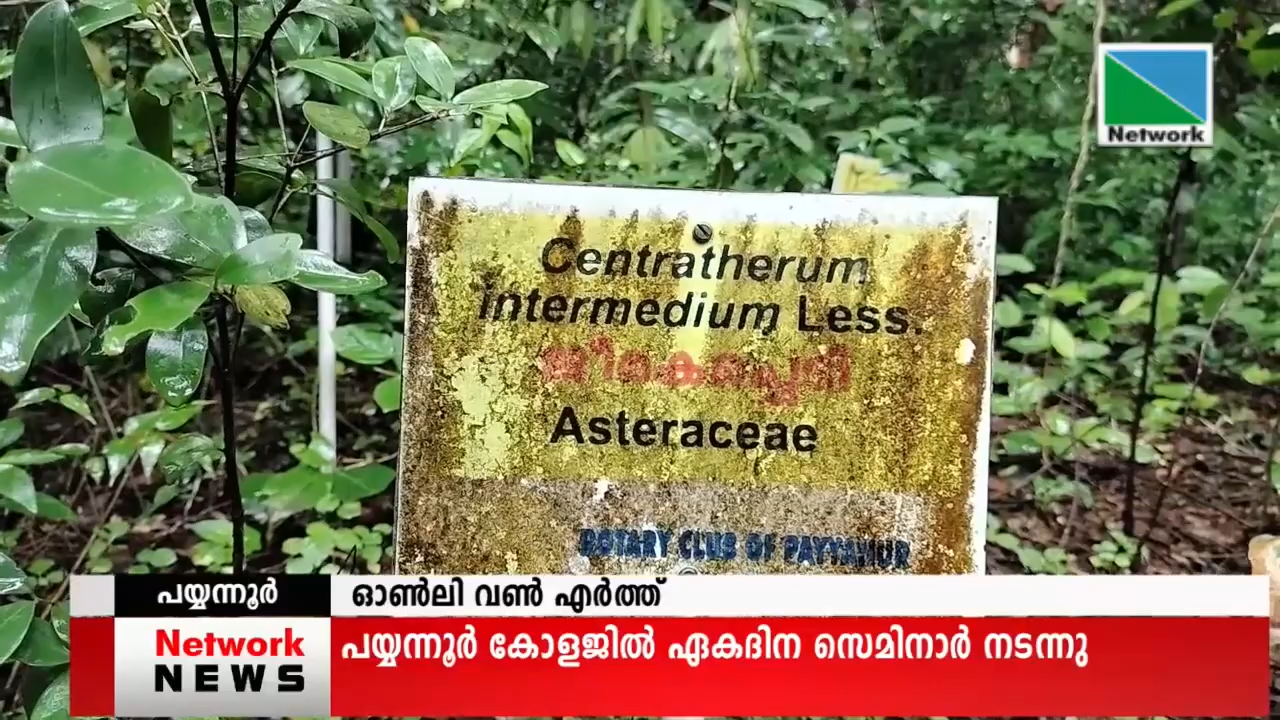 Network
Centratherum
intermedium Less.
Asteraceae
ROTARY CLUB OF PAYYANUR
പയ്യന്നൂർ
ഓൺലി വൺ എർത്ത്
Network
NEWS
പയ്യന്നൂർ കോളജിൽ ഏകദിന സെമിനാർ നടന്നു